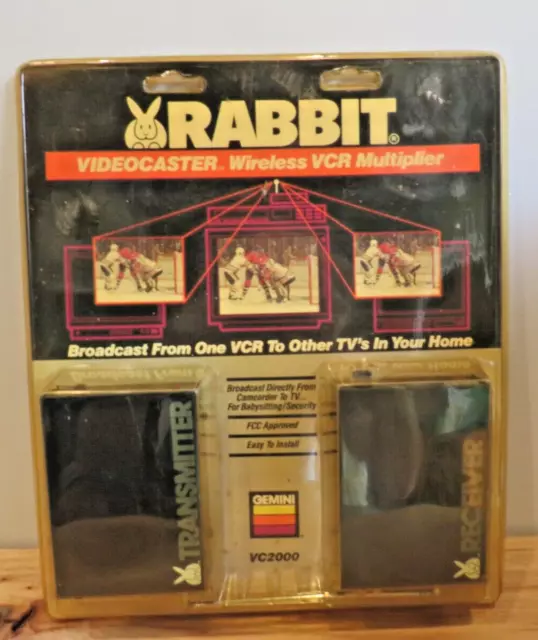 RABBIT®
VIDEOCASTER™ Wireless VCR Multiplier
Broadcast From One VCR To Other TV's In Your Home
Broadcast Directly From
Camcorder To TV...
For Babysitting/Security
FCC Approved
Easy To Install
TRANSMITTER
GEMINI
VC2000
RECEIVER